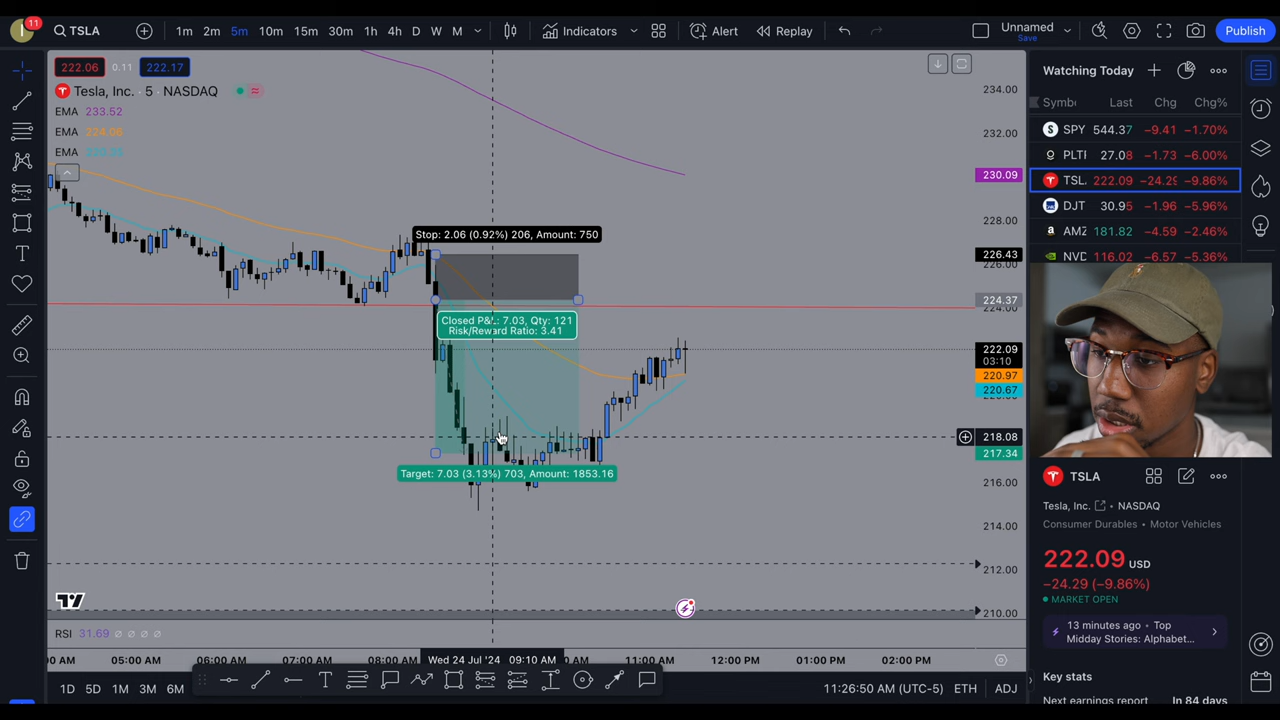 11
TSLA
1m 2m 5m 10m 15m 30m 1h 4h D W M
Indicators
Alert
Replay
Unnamed
Save
Publish
222.06 0.11 222.17
Tesla, Inc. · 5 · NASDAQ
EMA 233.52
EMA 224.06
EMA
Stop: 2.06 (0.92%) 206, Amount: 750
Closed P&L: 7.03, Qty: 121
Risk/Reward Ratio: 3.41
Target: 7.03 (3.13%) 703, Amount: 1853.16
234.00
232.00
230.09
228.00
226.43
226.00
224.37
224.00
222.09
03:10
220.97
220.67
218.08
217.34
216.00
214.00
212.00
210.00
RSI 31.69
00 AM 05:00 AM 06:00 AM 07:00 AM 08:00 AM Wed 24 Jul '24 09:10 AM AM 11:00 AM 12:00 PM 01:00 PM 02:00 PM
1D 5D 1M 3M 6M
11:26:50 AM (UTC-5) ETH ADJ
Watching Today
Symb Last Chg Chg%
SPY 544.37 −9.41 −1.70%
PLTI 27.08 −1.73 −6.00%
TSL 222.09 −24.29 −9.86%
DJT 30.95 −1.96 −5.96%
AMZ 181.82 −4.59 −2.46%
NVD 116.02 −6.57 −5.36%
TSLA
Tesla, Inc. NASDAQ
Consumer Durables • Motor Vehicles
222.09 USD
−24.29 (−9.86%)
MARKET OPEN
13 minutes ago • Top
Midday Stories: Alphabet...
Key stats
Next earnings report In 84 days